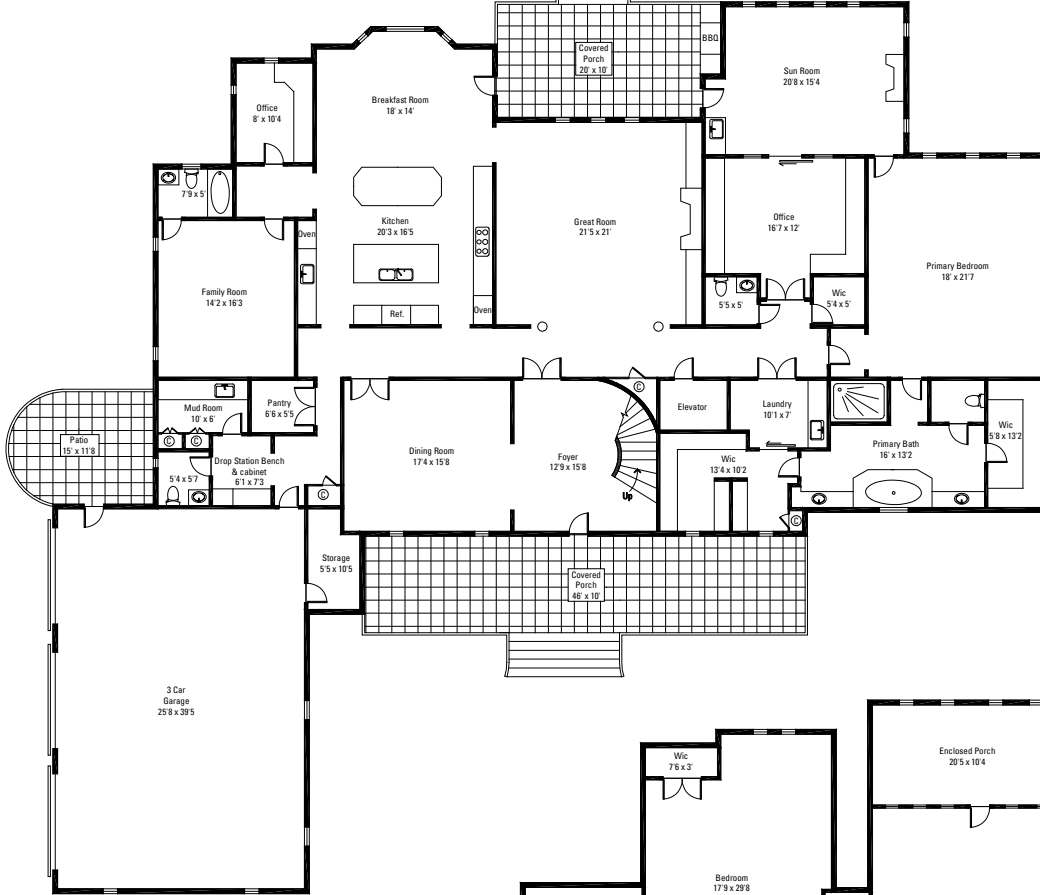 BBQ
Covered
Porch
20' x 10'
Sun Room
20'8 x 15'4
Breakfast Room
18' x 14'
Office
8' x 10'4
7'9 x 5'
Kitchen
20'3 x 16'5
Oven
Great Room
21'5 x 21'
Office
16'7 x 12'
Primary Bedroom
18' x 21'7
Family Room
14'2 x 16'3
Ref.
Oven
5'5 x 5'
Wic
5'4 x 5'
C
Pantry
6'6 x 5'5
Mud Room
10' x 6'
C
C
Elevator
Laundry
10'1 x 7'
Wic
5'8 x 13'2
Patio
15' x 11'8
Dining Room
17'4 x 15'8
Foyer
12'9 x 15'8
Primary Bath
16' x 13'2
Drop Station Bench
& cabinet
6'1 x 7'3
5'4 x 5'7
Wic
13'4 x 10'2
Up
C
C
Storage
5'5 x 10'5
Covered
Porch
46' x 10'
3 Car
Garage
25'8 x 39'5
Wic
7'6 x 3'
Enclosed Porch
20'5 x 10'4
Bedroom
17'9 x 29'8